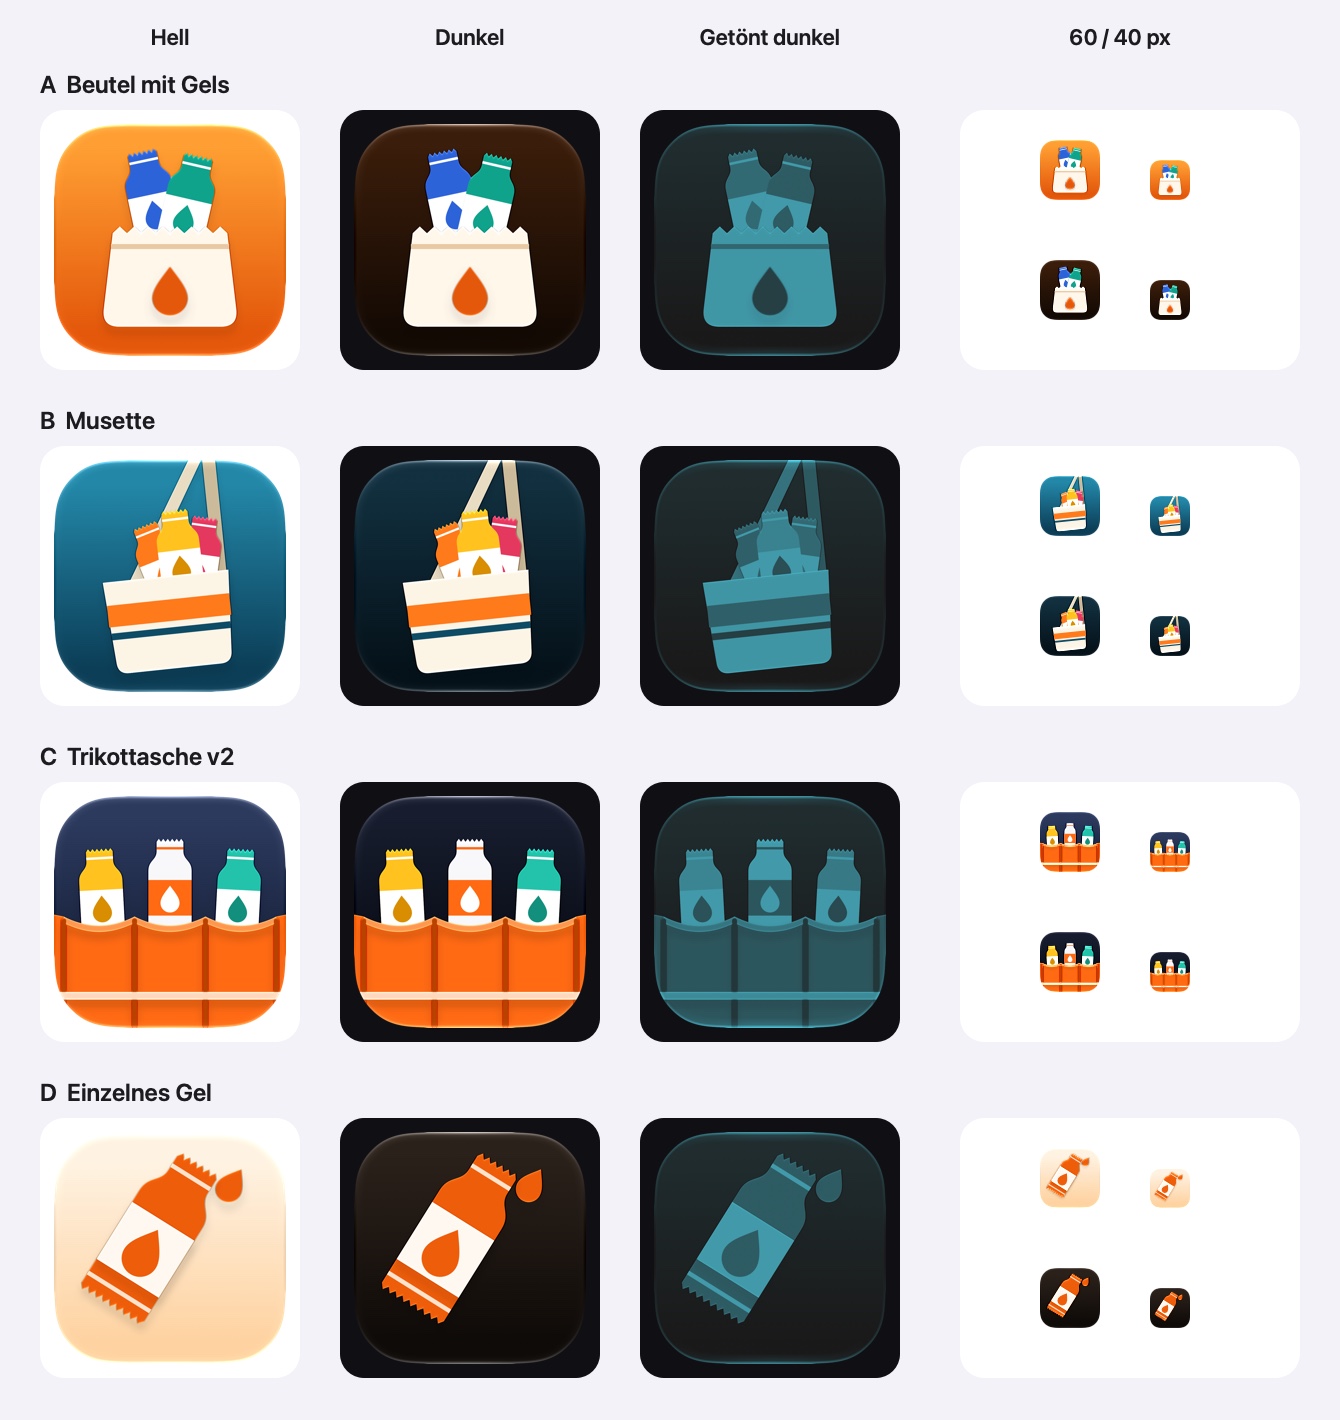 Hell
Dunkel
Getönt dunkel
60 / 40 px
A Beutel mit Gels
B Musette
C Trikottasche v2
D Einzelnes Gel